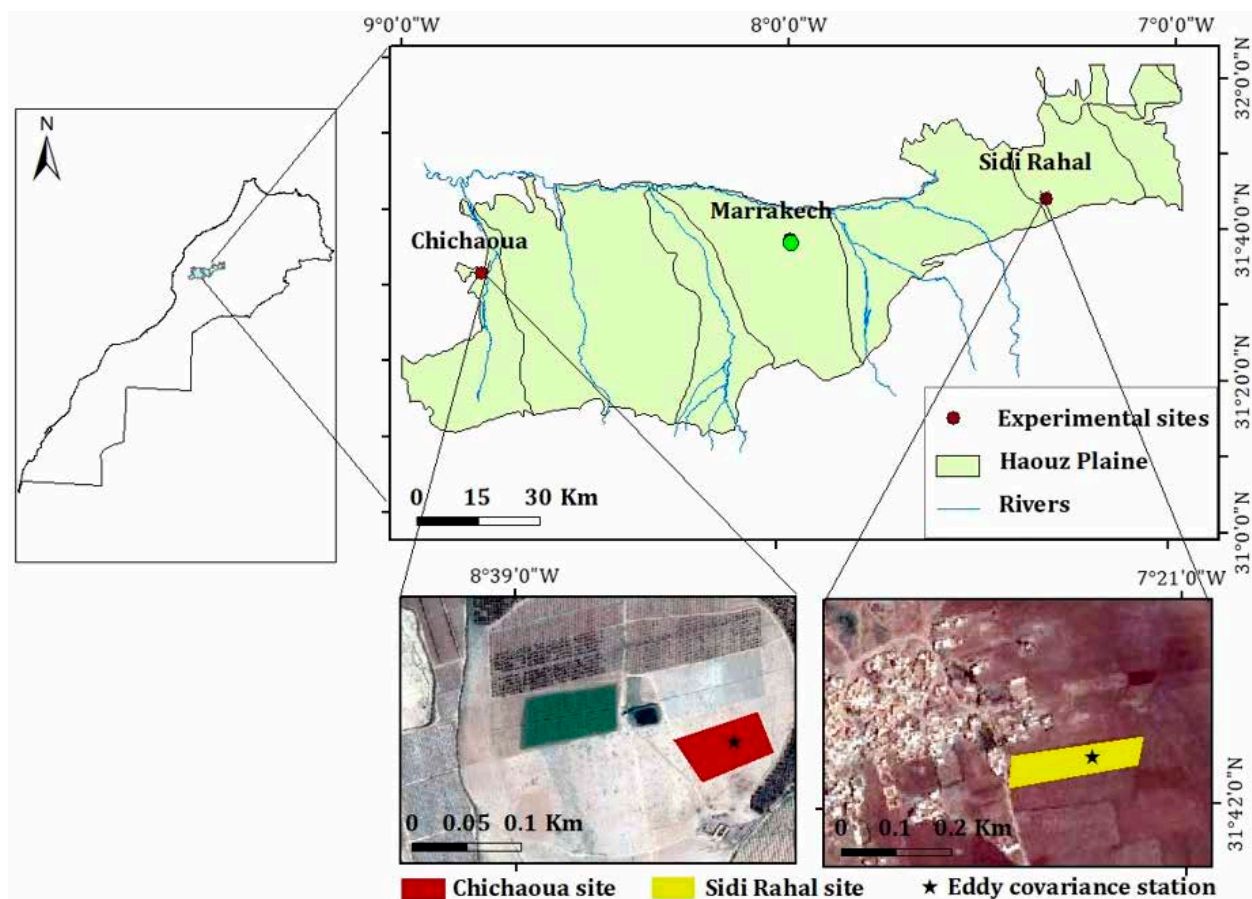 9°0'0"W 8°0'0"W 7°0'0"W
N
32°0'0"N
Sidi Rahal
Marrakech
31°40'0"N
Chichaoua
31°20'0"N
Experimental sites
Haouz Plaine
Rivers
0 15 30 Km
31°0'0"N
8°39'0"W
7°21'0"W
31°42'0"N
0 0.05 0.1 Km
0 0.1 0.2 Km
Chichaoua site Sidi Rahal site Eddy covariance station